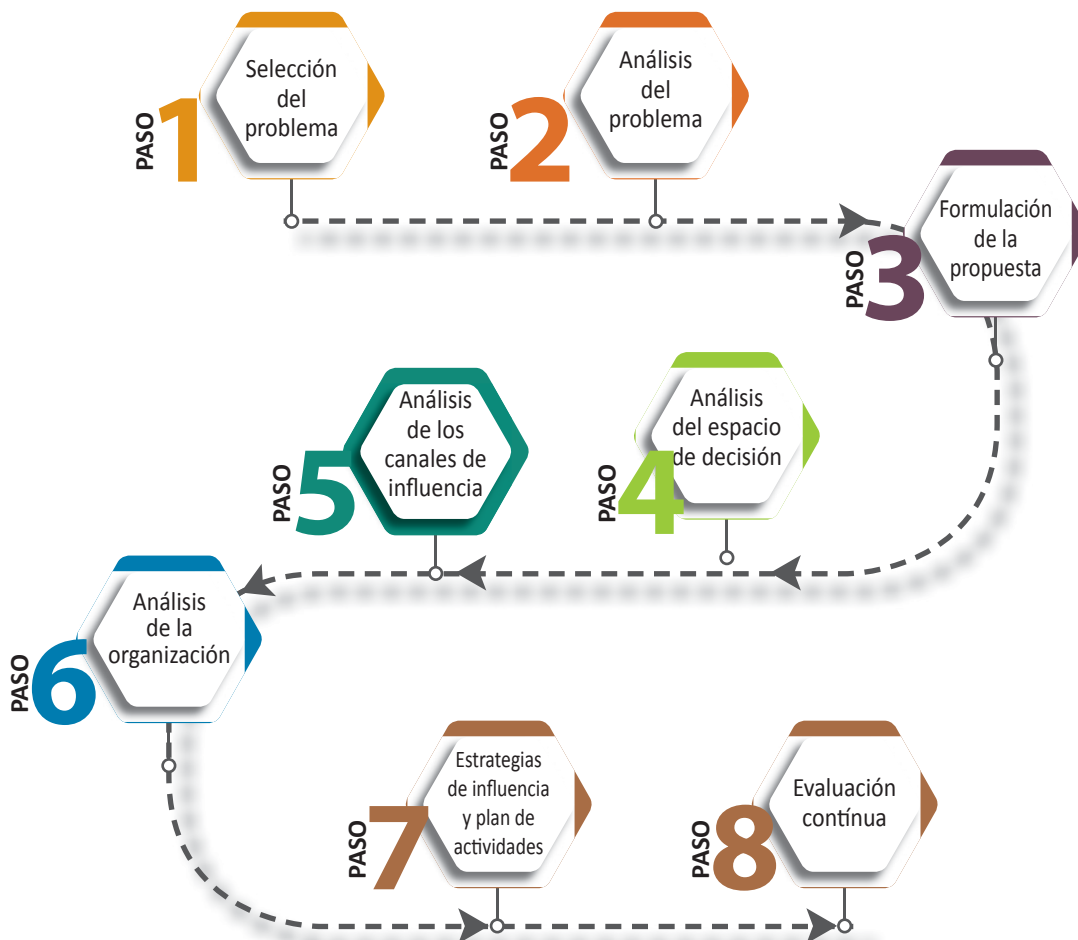 PASO 1
Selección
del
problema
PASO 2
Análisis
del
problema
PASO 3
Formulación
de la
propuesta
PASO 4
Análisis
del espacio
de decisión
PASO 5
Análisis
de los
canales de
influencia
PASO 6
Análisis
de la
organización
PASO 7
Estrategias
de influencia
y plan de
actividades
PASO 8
Evaluación
contínua